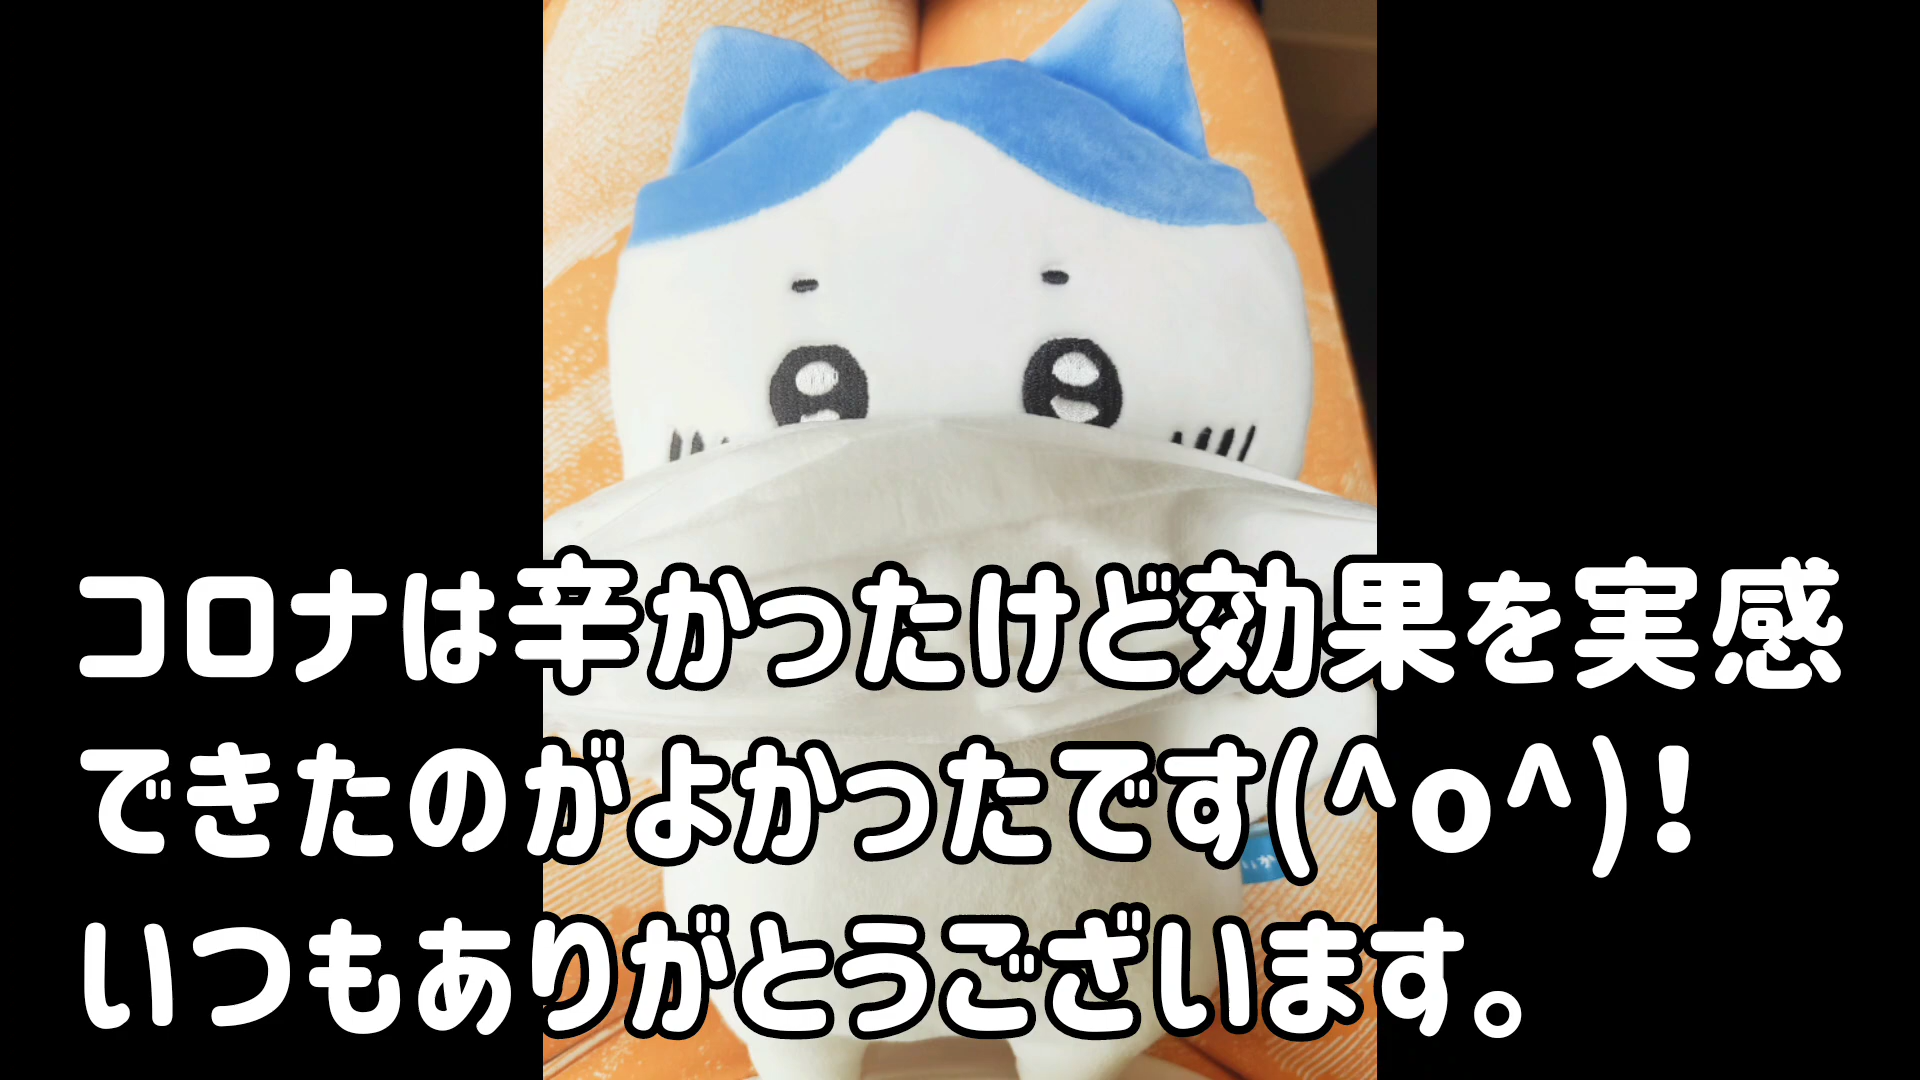 コロナは辛かったけど効果を実感
できたのがよかったです(^o^)!
いつもありがとうございます。